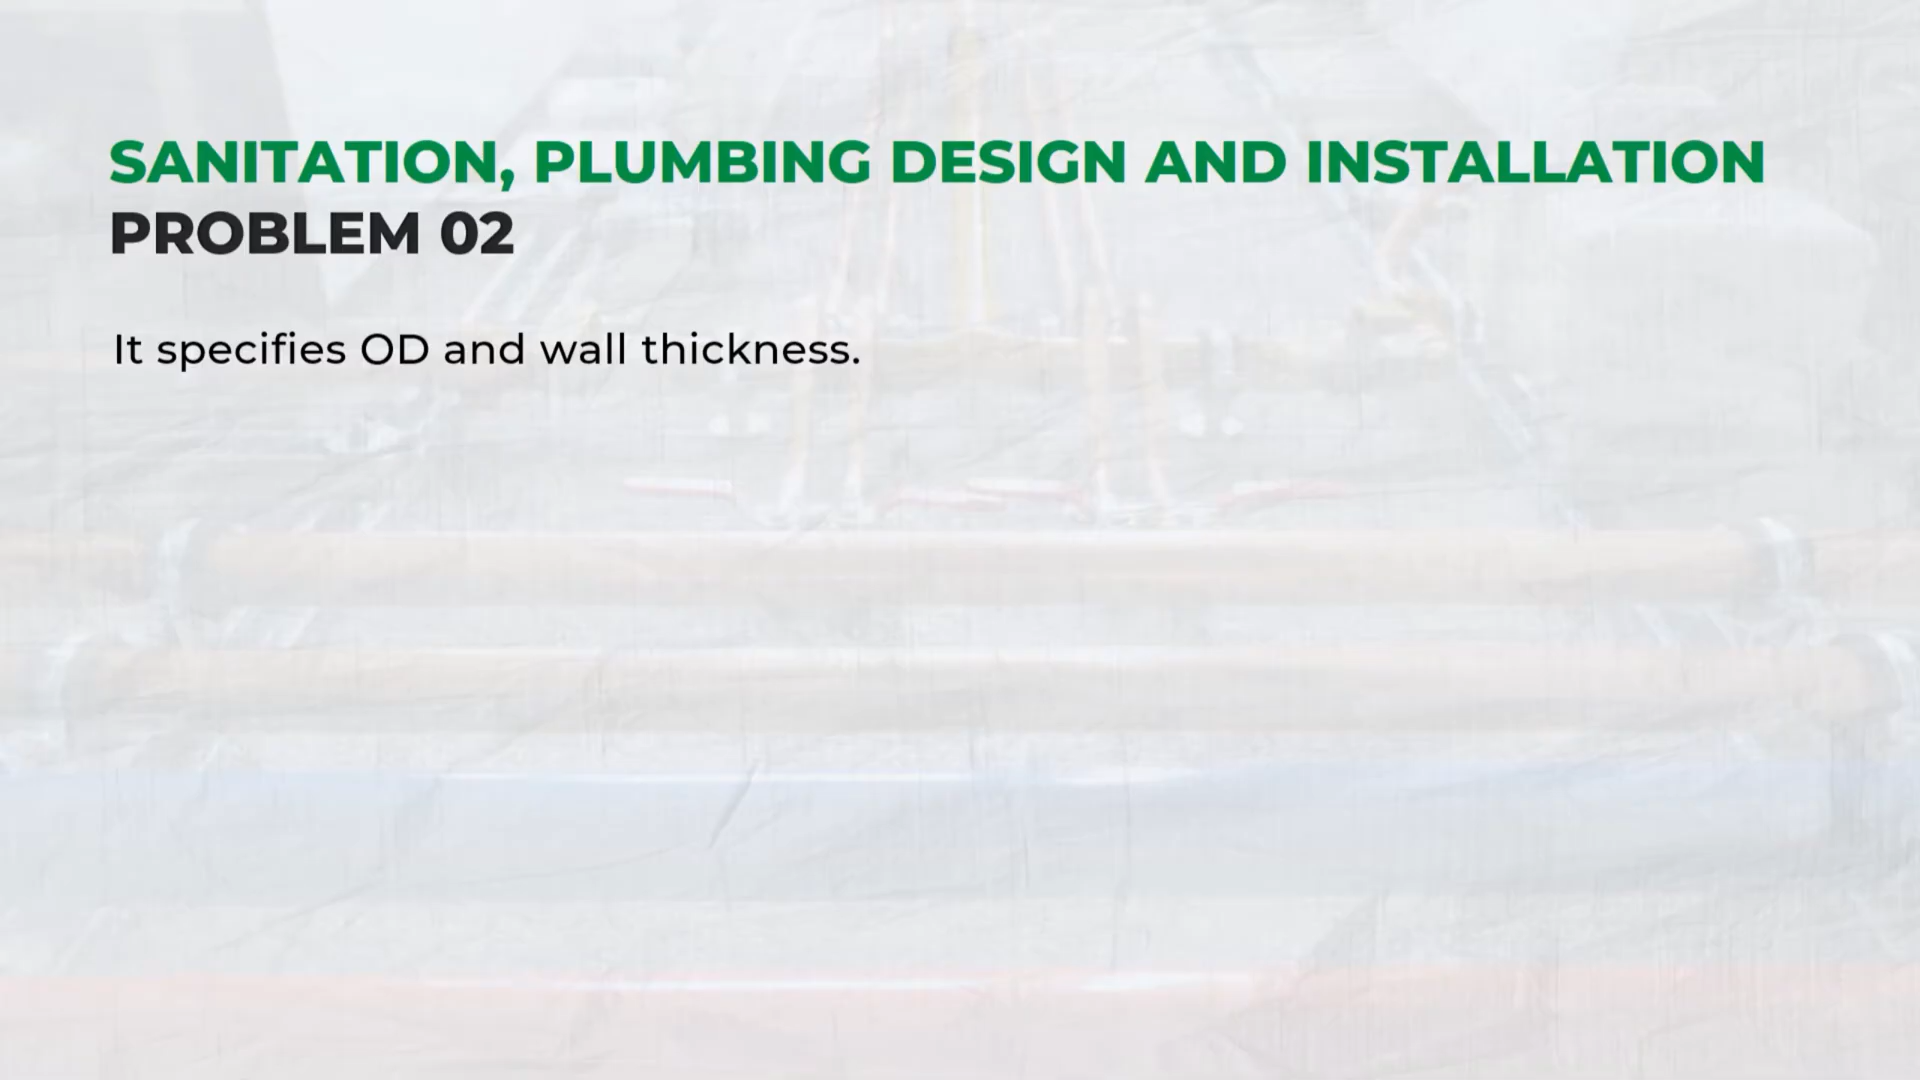 SANITATION, PLUMBING DESIGN AND INSTALLATION
PROBLEM 02
It specifies OD and wall thickness.